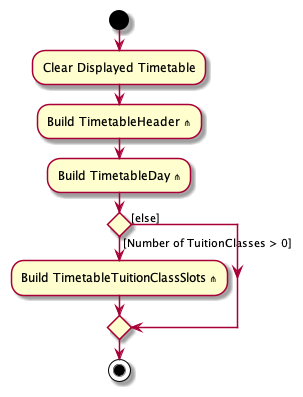 Clear Displayed Timetable
Build TimetableHeader ⋔
Build TimetableDay ⋔
[else]
[Number of TuitionClasses > 0]
Build TimetableTuitionClassSlots ⋔